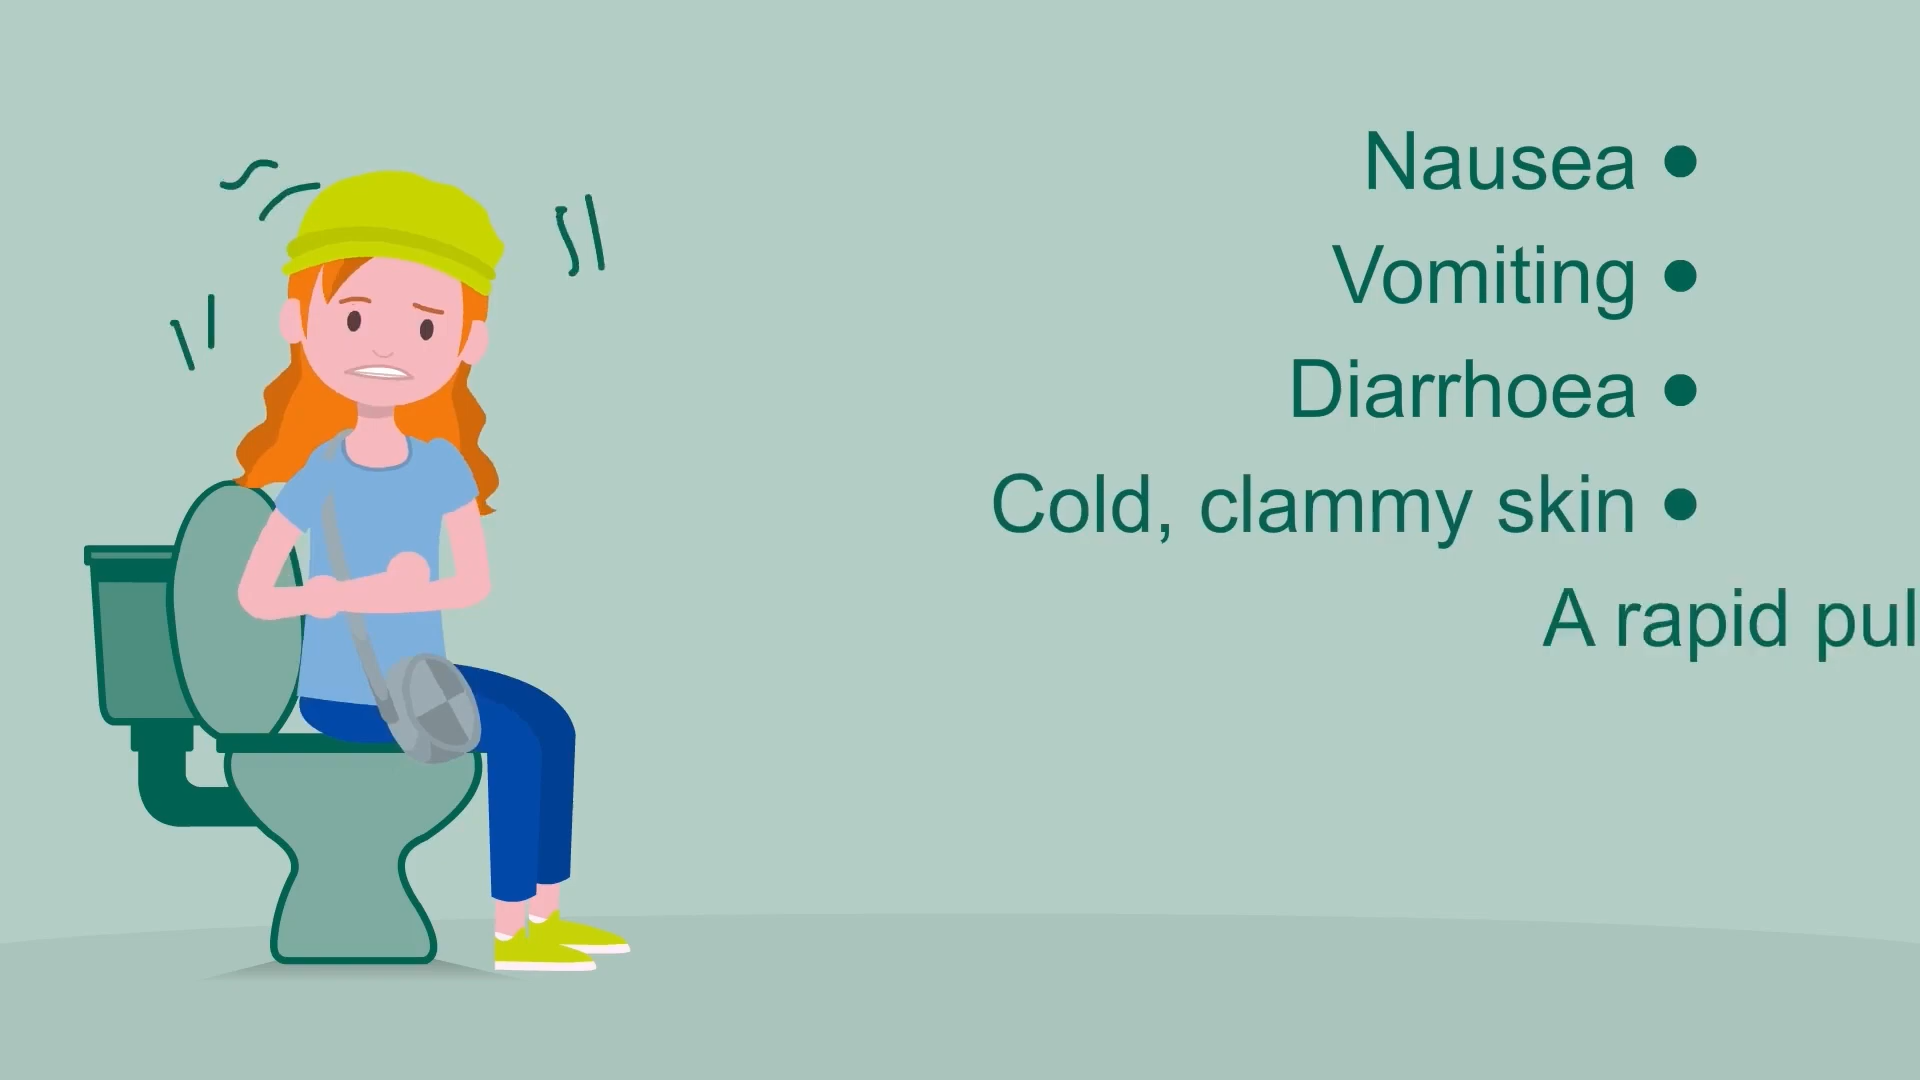 Nausea •
Vomiting •
Diarrhoea •
Cold, clammy skin •
A rapid pul